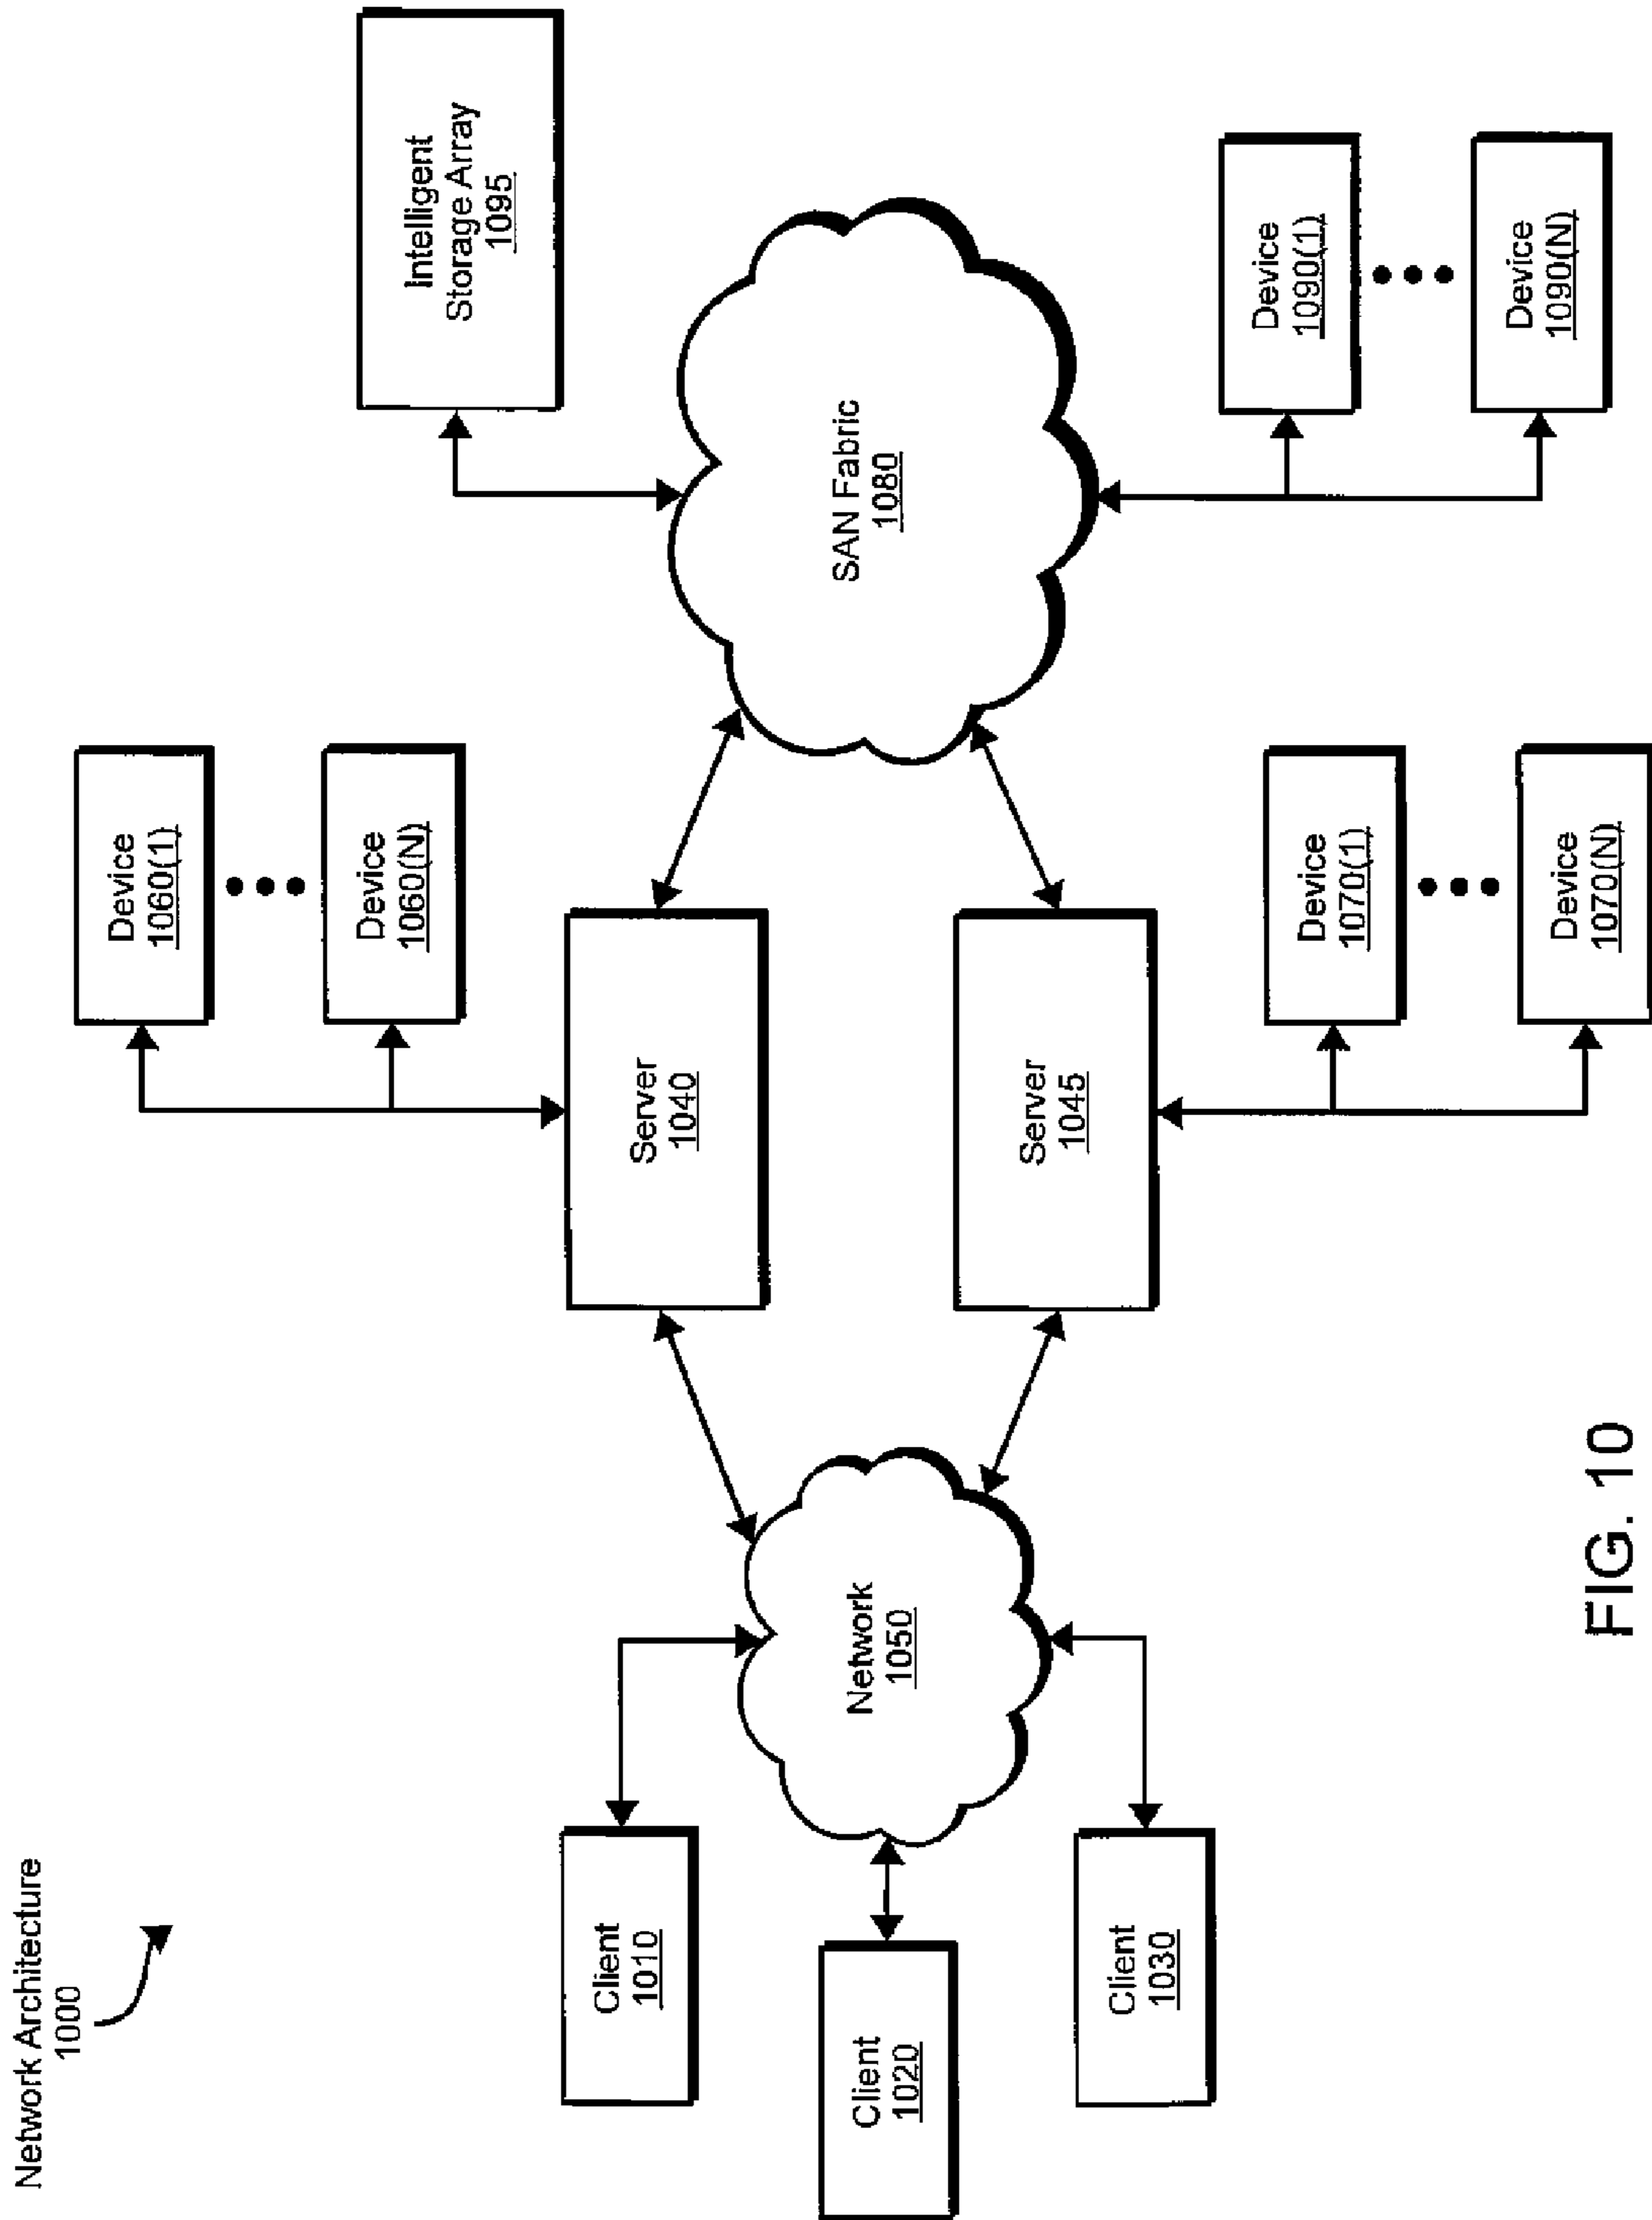 Network Architecture
1000
Client
1010
Client
1020
Client
1030
Network
1050
Server
1040
Server
1045
Device
1060(1)
Device
1060(N)
Device
1070(1)
Device
1070(N)
SAN Fabric
1080
Intelligent
Storage Array
1095
Device
1090(1)
Device
1090(N)
FIG. 10